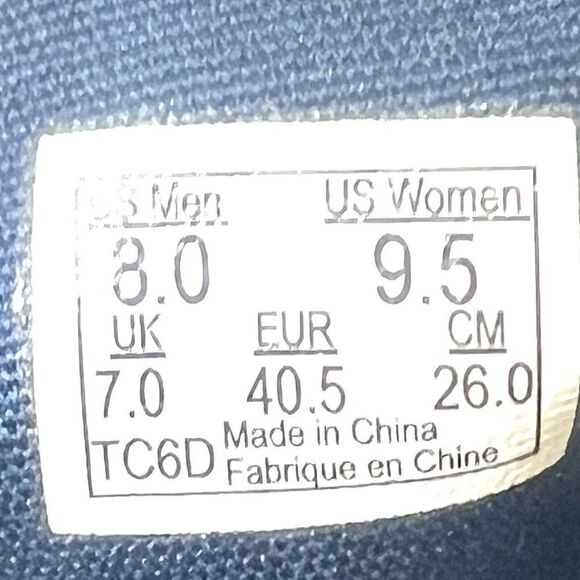 US Men US Women
8.0 9.5
UK EUR CM
7.0 40.5 26.0
TC6D Made in China
Fabrique en Chine